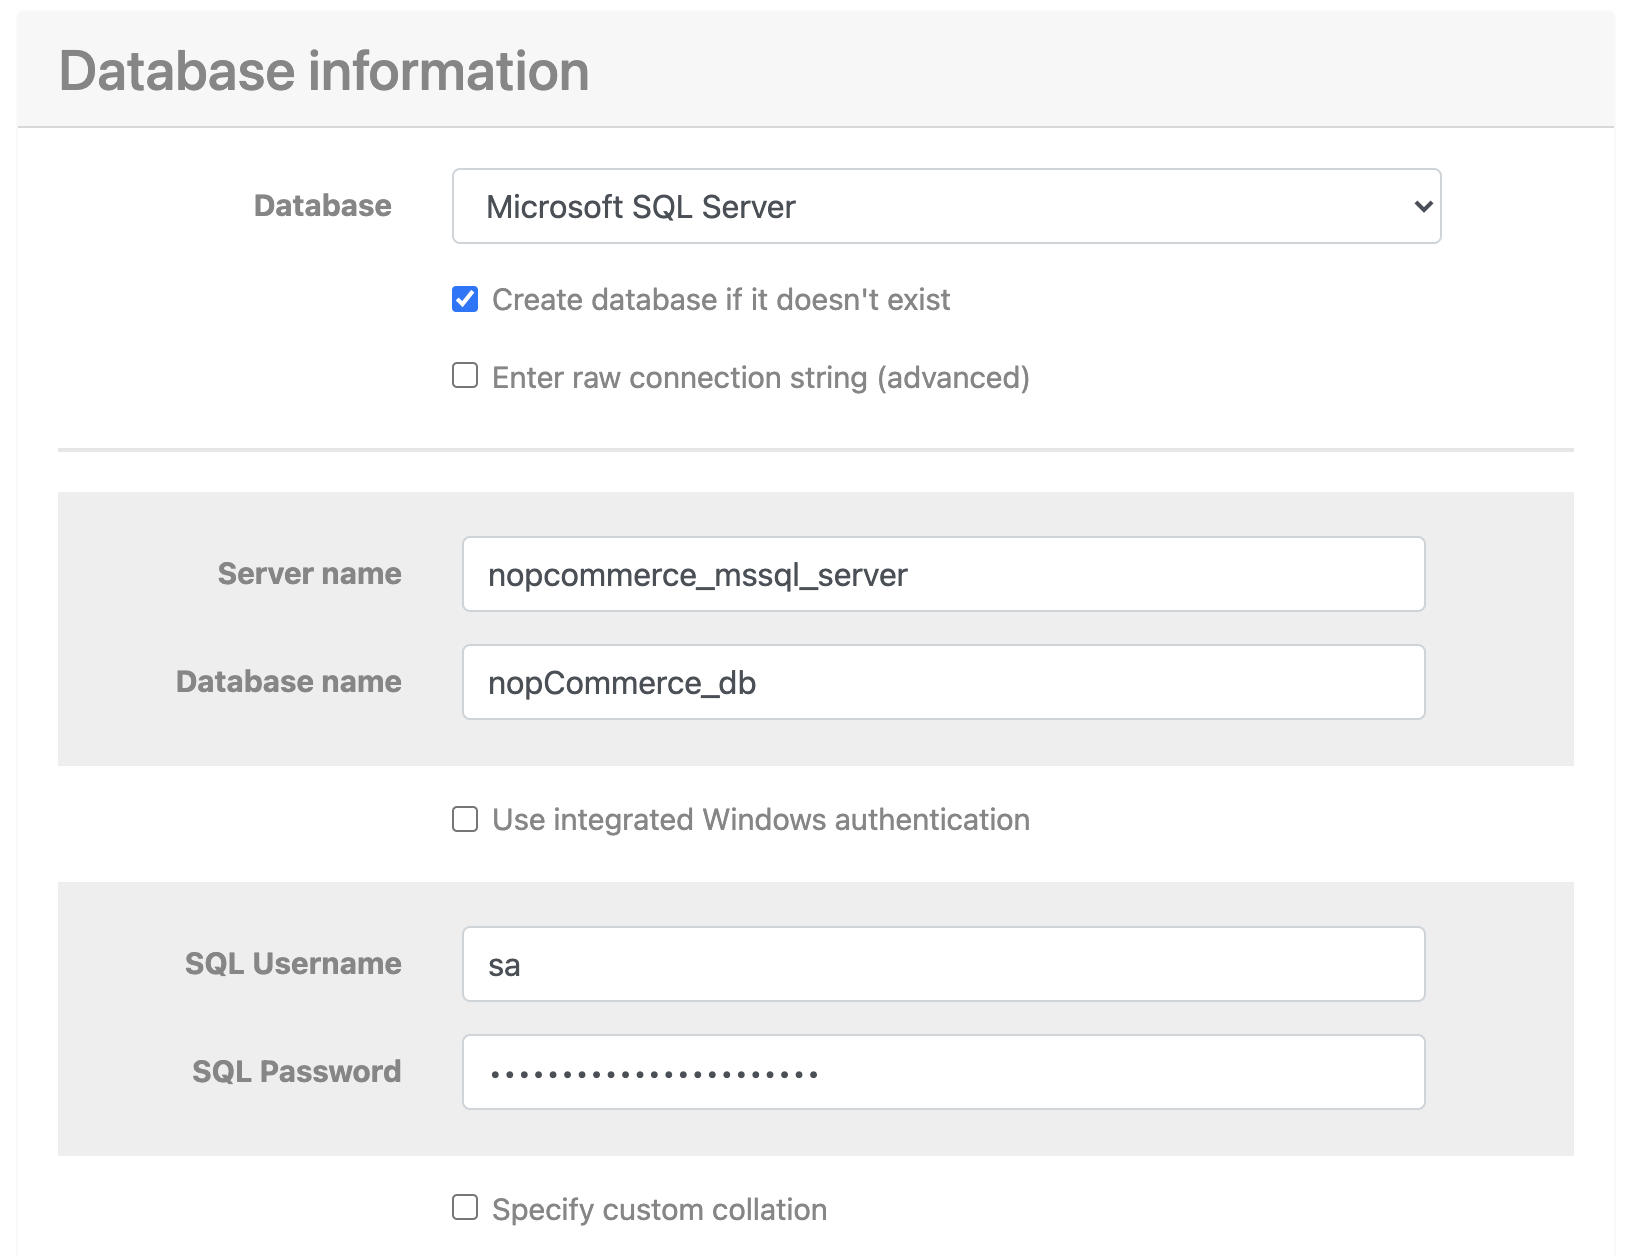 Database information
Database Microsoft SQL Server
Create database if it doesn't exist
Enter raw connection string (advanced)
Server name nopcommerce_mssql_server
Database name nopCommerce_db
Use integrated Windows authentication
SQL Username sa
SQL Password •••••••••••••••••••••••
Specify custom collation